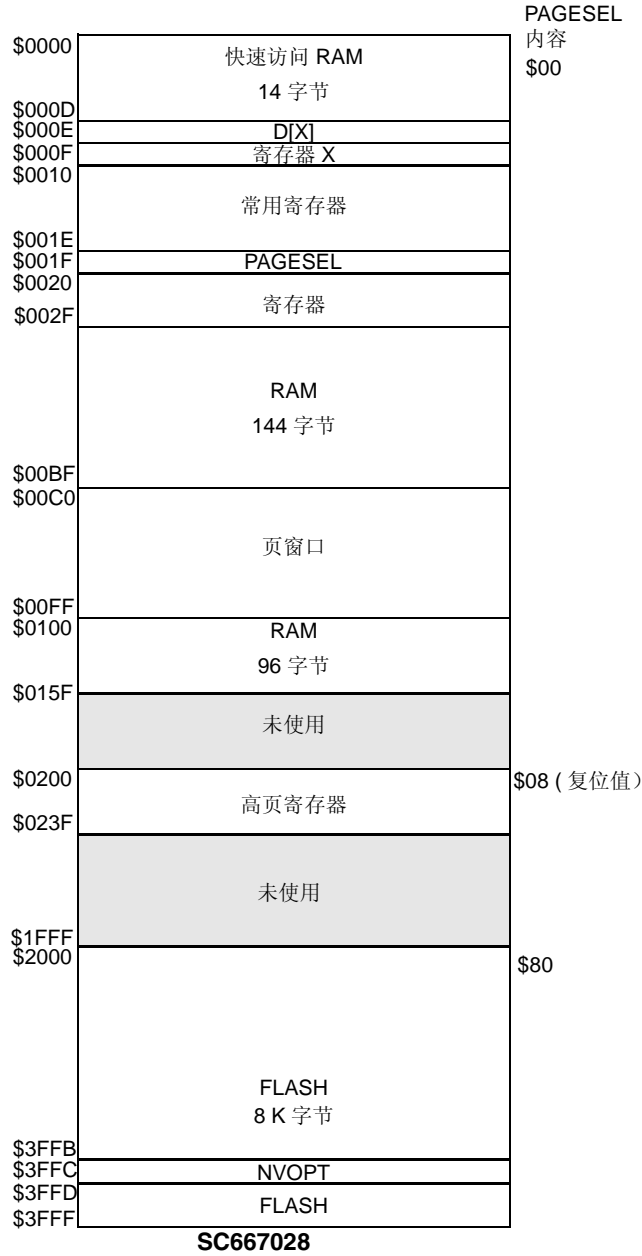 PAGESEL
内容
$0000
快速访问 RAM
$00
14 字节
$000D
$000E
D[X]
$000F
寄存器 X
$0010
常用寄存器
$001E
$001F
PAGESEL
$0020
寄存器
$002F
RAM
144 字节
$00BF
$00C0
页窗口
$00FF
$0100
RAM
96 字节
$015F
未使用
$0200
$08 ( 复位值）
高页寄存器
$023F
未使用
$1FFF
$2000
$80
FLASH
8 K 字节
$3FFB
$3FFC
NVOPT
$3FFD
FLASH
$3FFF
SC667028